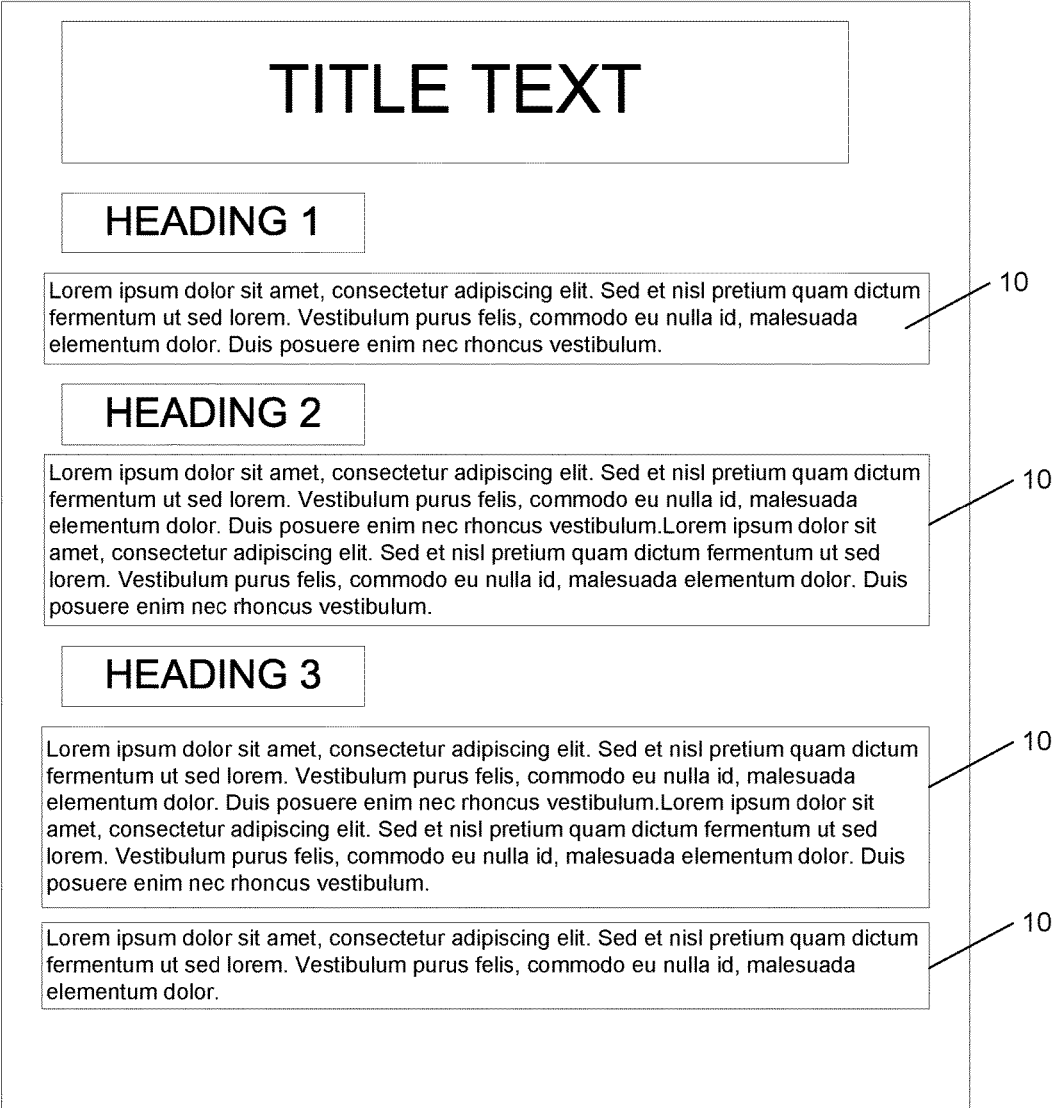 TITLE TEXT
HEADING 1
10
Lorem ipsum dolor sit amet, consectetur adipiscing elit. Sed et nisl pretium quam dictum
fermentum ut sed lorem. Vestibulum purus felis, commodo eu nulla id, malesuada
elementum dolor. Duis posuere enim nec rhoncus vestibulum.
HEADING 2
Lorem ipsum dolor sit amet, consectetur adipiscing elit. Sed et nisl pretium quam dictum
10
fermentum ut sed lorem. Vestibulum purus felis, commodo eu nulla id, malesuada
elementum dolor. Duis posuere enim nec rhoncus vestibulum.Lorem ipsum dolor sit
amet, consectetur adipiscing elit. Sed et nisl pretium quam dictum fermentum ut sed
lorem. Vestibulum purus felis, commodo eu nulla id, malesuada elementum dolor. Duis
posuere enim nec rhoncus vestibulum.
HEADING 3
10
Lorem ipsum dolor sit amet, consectetur adipiscing elit. Sed et nisl pretium quam dictum
fermentum ut sed lorem. Vestibulum purus felis, commodo eu nulla id, malesuada
elementum dolor. Duis posuere enim nec rhoncus vestibulum.Lorem ipsum dolor sit
amet, consectetur adipiscing elit. Sed et nisl pretium quam dictum fermentum ut sed
lorem. Vestibulum purus felis, commodo eu nulla id, malesuada elementum dolor. Duis
posuere enim nec rhoncus vestibulum.
10
Lorem ipsum dolor sit amet, consectetur adipiscing elit. Sed et nisl pretium quam dictum
fermentum ut sed lorem. Vestibulum purus felis, commodo eu nulla id, malesuada
elementum dolor.